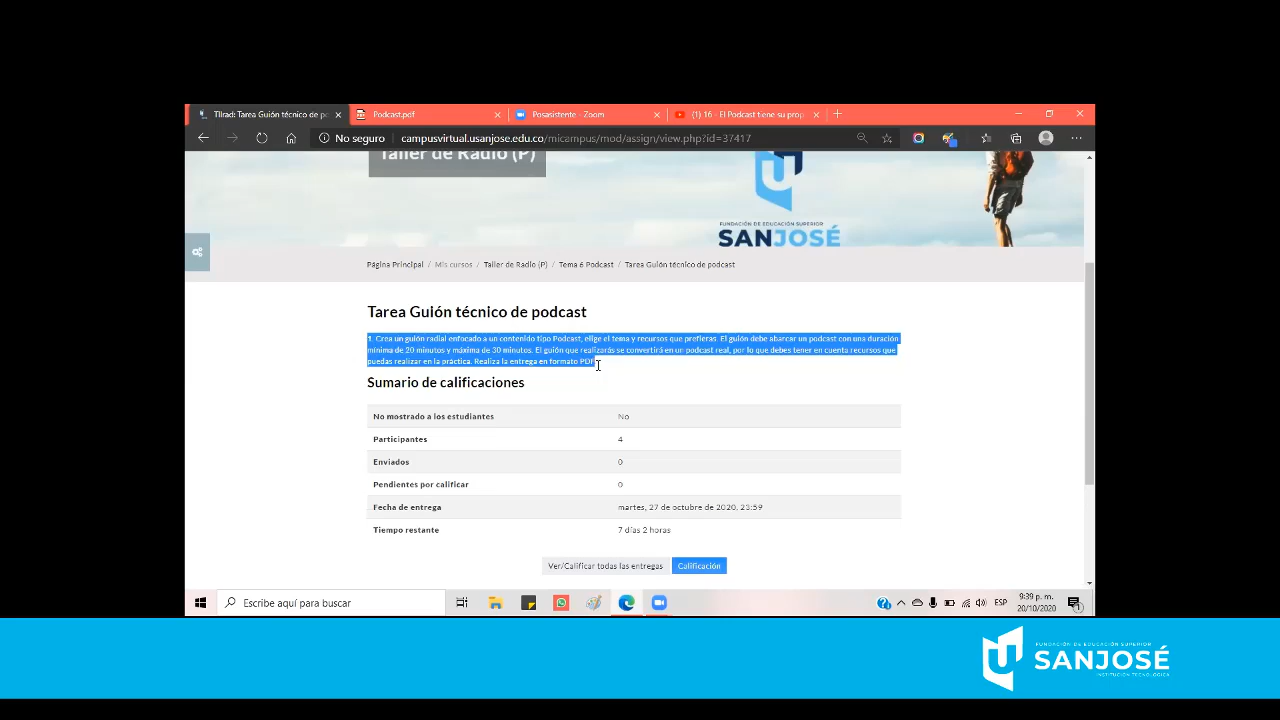 TIIrad: Tarea Guión técnico de po
Podcast.pdf
Posasistente - Zoom
(1) 16 - El Podcast tiene su prop
No seguro
campusvirtual.usanjose.edu.co/micampus/mod/assign/view.php?id=37417
Taller de Radio (P)
FUNDACIÓN DE EDUCACIÓN SUPERIOR
SANJOSÉ
Página Principal / Mis cursos / Taller de Radio (P) / Tema 6 Podcast / Tarea Guión técnico de podcast
Tarea Guión técnico de podcast
1. Crea un guión radial enfocado a un contenido tipo Podcast, elige el tema y recursos que prefieras. El guión debe abarcar un podcast con una duración
mínima de 20 minutos y máxima de 30 minutos. El guión que realizarás se convertirá en un podcast real, por lo que debes tener en cuenta recursos que
puedas realizar en la práctica. Realiza la entrega en formato PDF.
Sumario de calificaciones
No mostrado a los estudiantes No
Participantes 4
Enviados 0
Pendientes por calificar 0
Fecha de entrega martes, 27 de octubre de 2020, 23:59
Tiempo restante 7 días 2 horas
Ver/Calificar todas las entregas Calificación
Escribe aquí para buscar
ESP
9:39 p. m.
20/10/2020
FUNDACIÓN DE EDUCACIÓN SUPERIOR
SANJOSÉ
INSTITUCIÓN TECNOLÓGICA